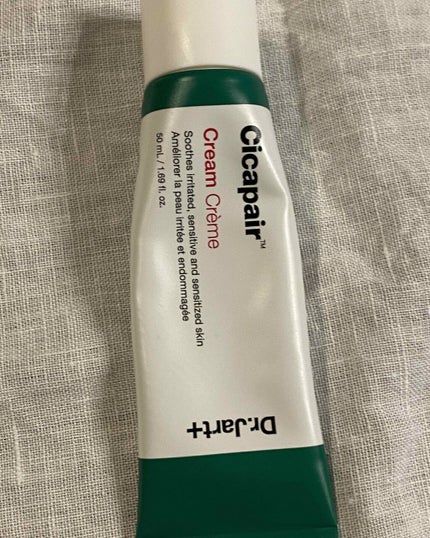 Cicapair™
Cream Crème
Soothes irritated, sensitive and sensitized skin
Améliorer la peau irritée et endommagée
50 mL / 1.69 fl. oz.
Dr.Jart+